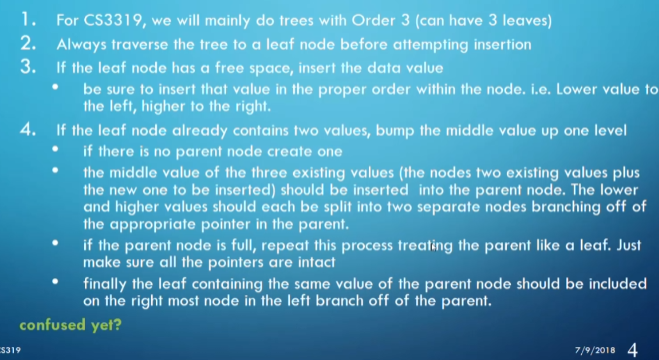 1. For CS3319, we will mainly do trees with Order 3 (can have 3 leaves)
2. Always traverse the tree to a leaf node before attempting insertion
3. If the leaf node has a free space, insert the data value
• be sure to insert that value in the proper order within the node. i.e. Lower value to
the left, higher to the right.
4. If the leaf node already contains two values, bump the middle value up one level
• if there is no parent node create one
• the middle value of the three existing values (the nodes two existing values plus
the new one to be inserted) should be inserted into the parent node. The lower
and higher values should each be split into two separate nodes branching off of
the appropriate pointer in the parent.
• if the parent node is full, repeat this process treating the parent like a leaf. Just
make sure all the pointers are intact
• finally the leaf containing the same value of the parent node should be included
on the right most node in the left branch off of the parent.
confused yet?
S319 7/9/2018 4